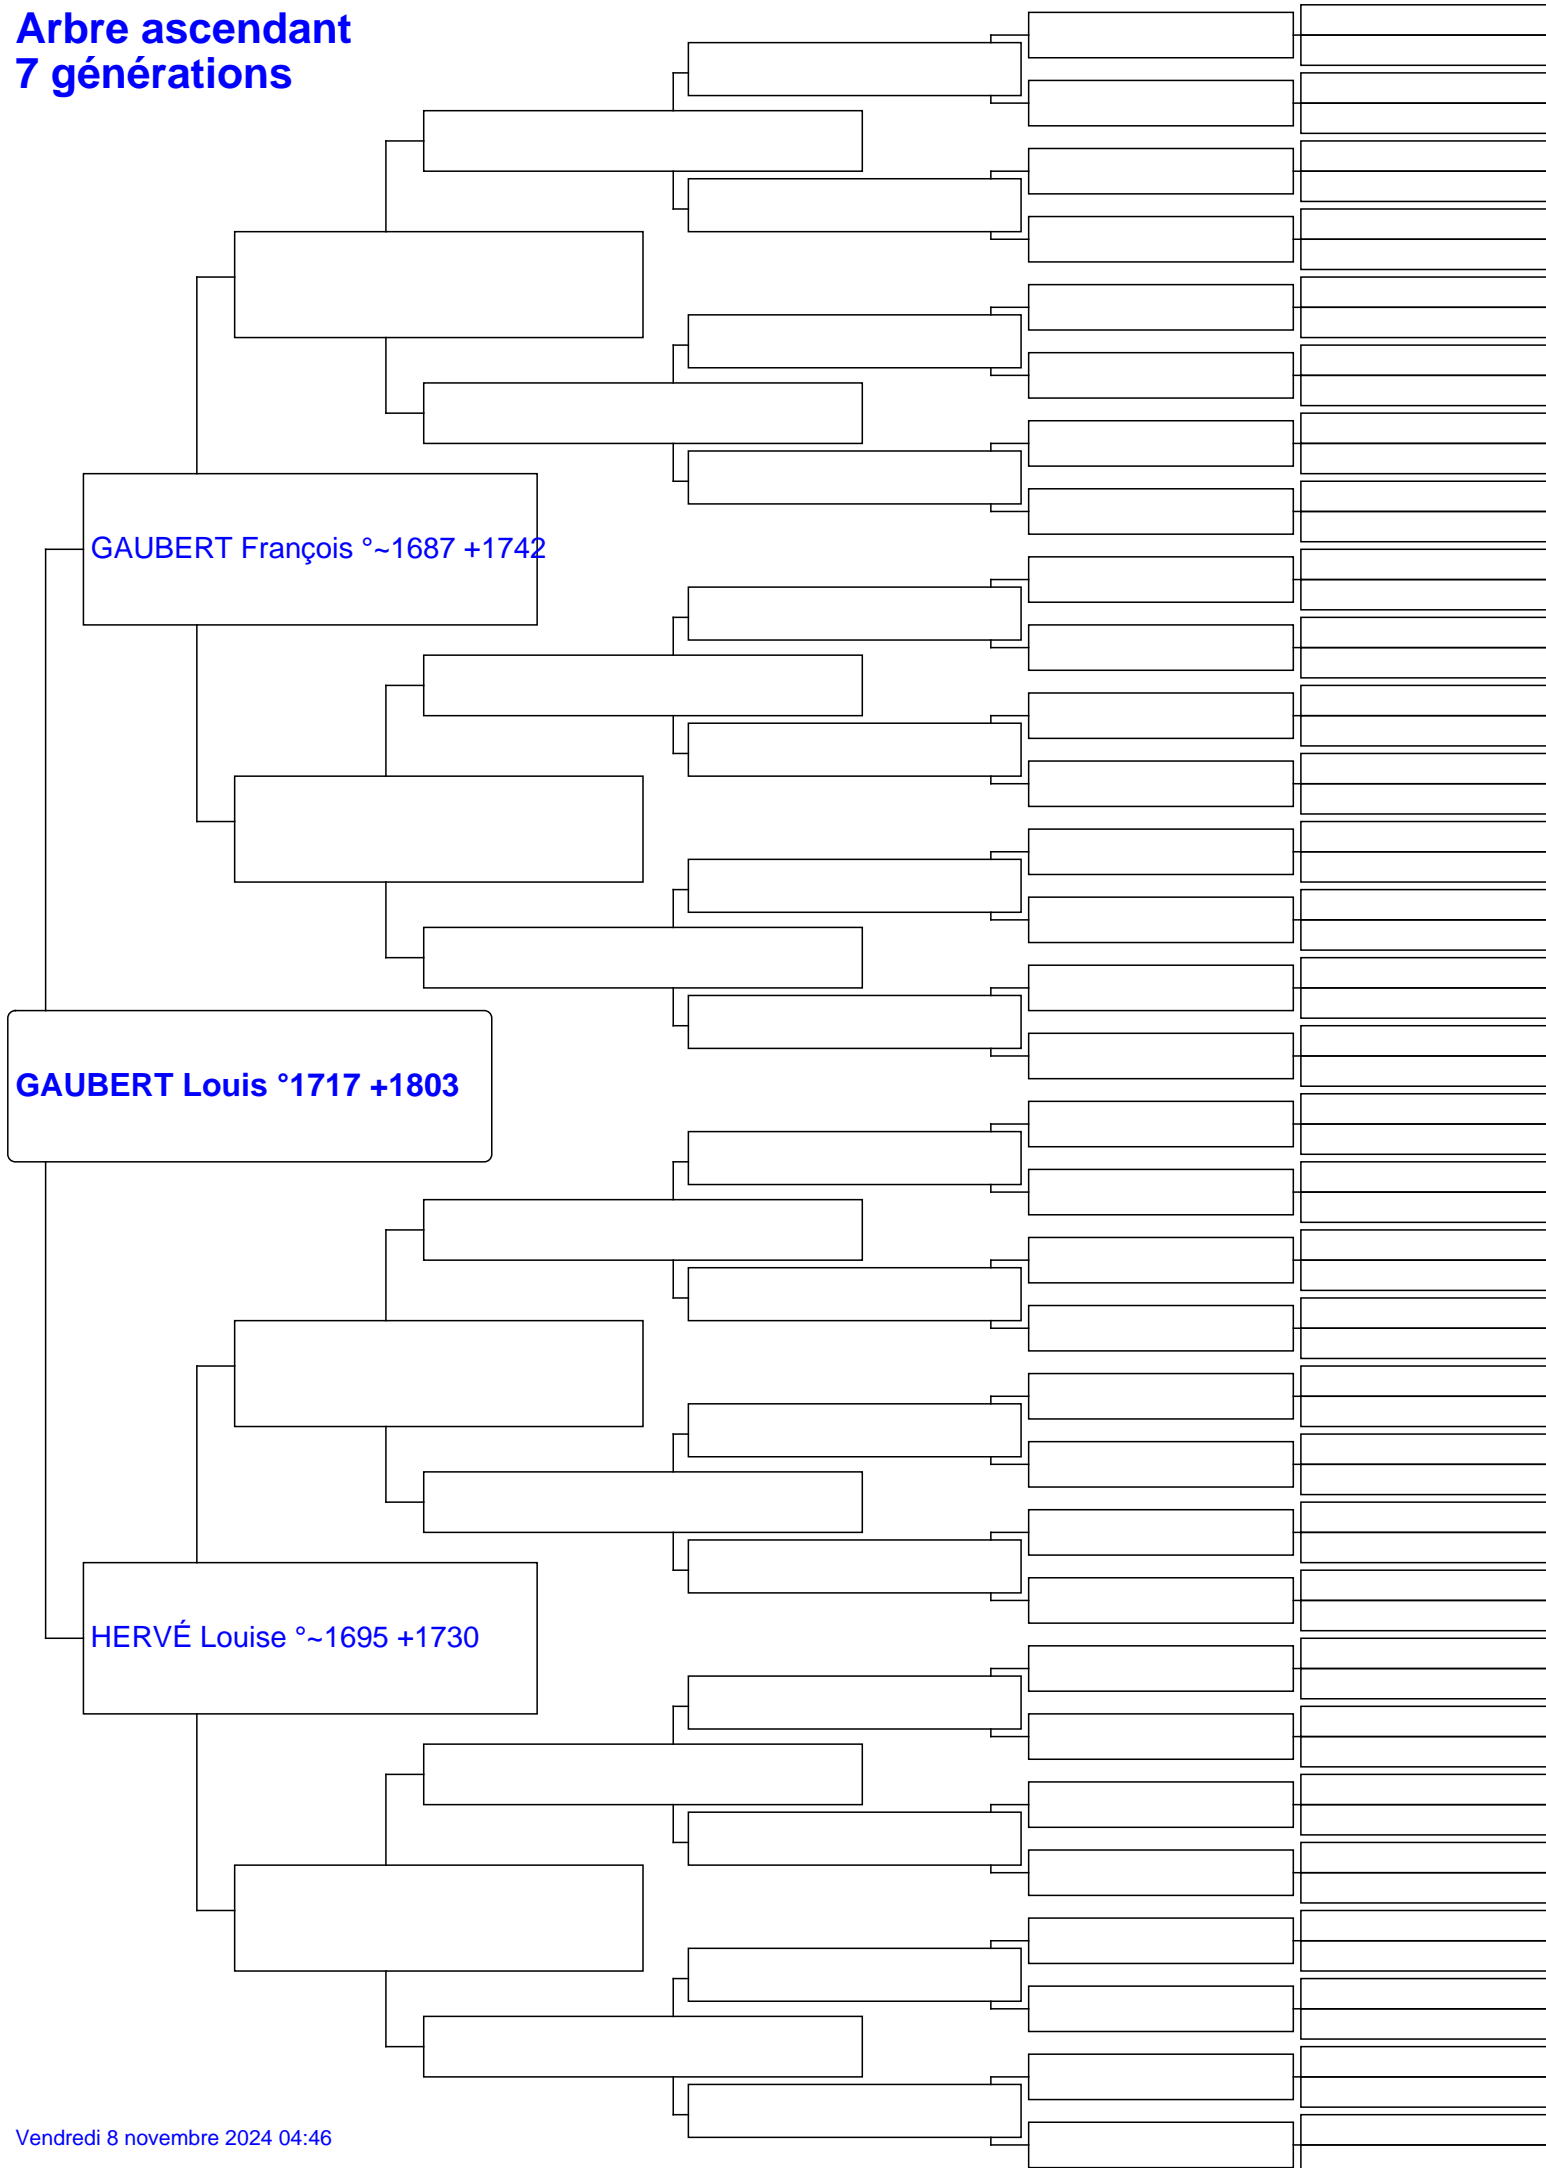 Arbre ascendant
7 générations
GAUBERT François °~1687 +1742
GAUBERT Louis °1717 +1803
HERVÉ Louise °~1695 +1730
Vendredi 8 novembre 2024 04:46